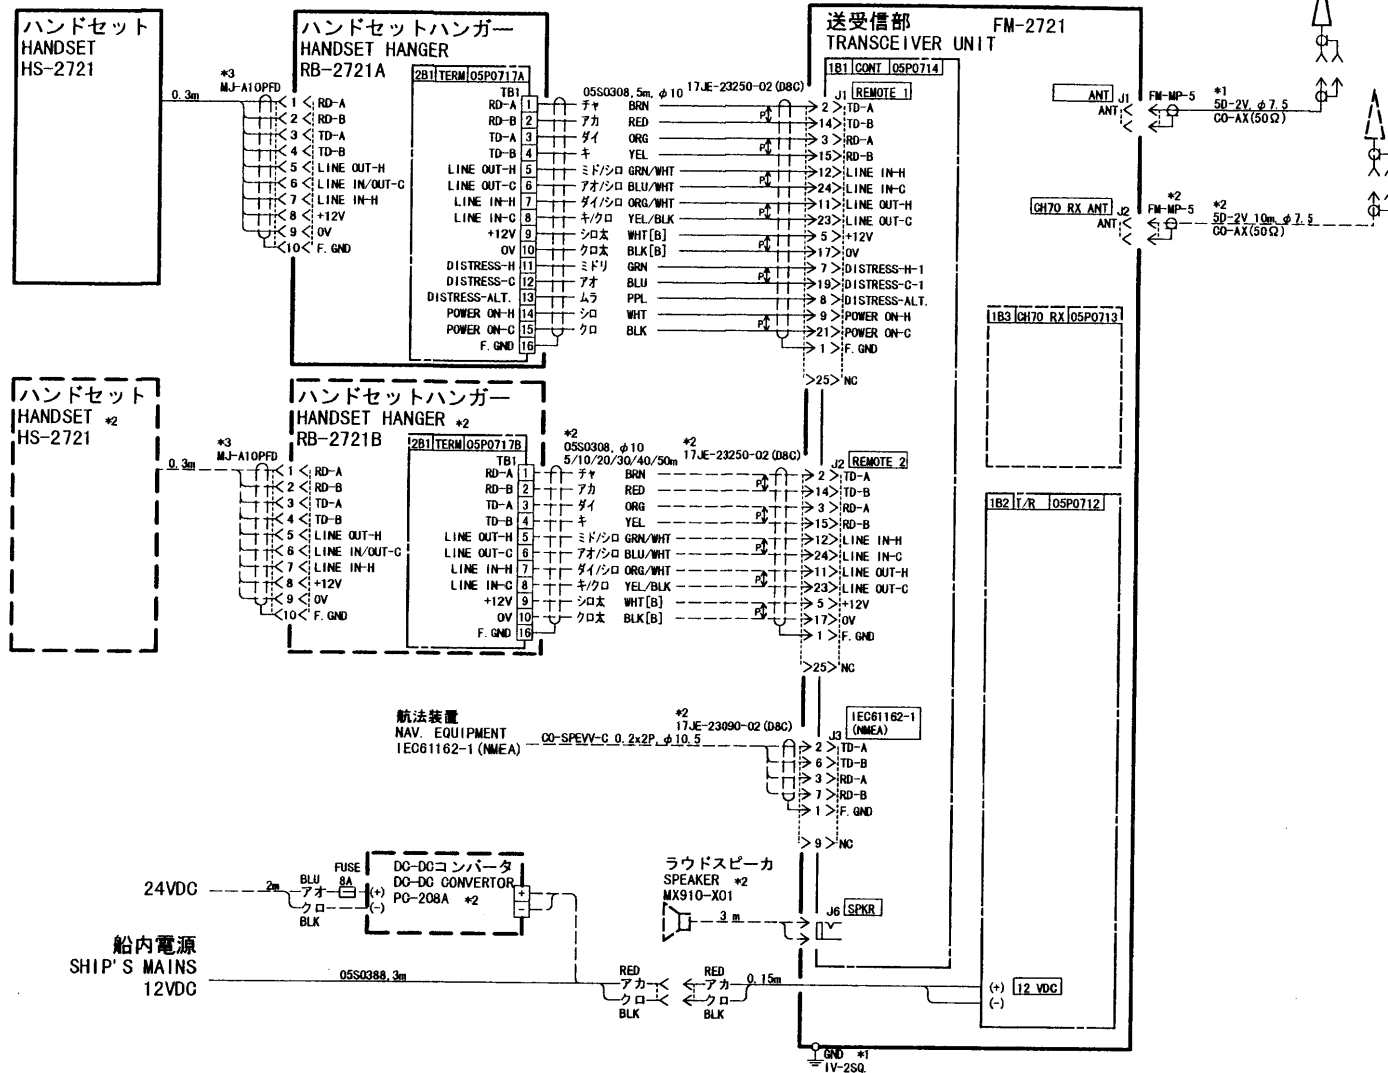 ハンドセット
HANDSET
HS-2721
0.3m
*3
MJ-A10PFD
ハンドセットハンガー
HANDSET HANGER
RB-2721A
2B1 TERM 05P0717A
TB1
1 RD-A
2 RD-B
3 TD-A
4 TD-B
5 LINE OUT-H
6 LINE IN/OUT-C
7 LINE IN-H
8 +12V
9 0V
10 F.GND
RD-A 1
RD-B 2
TD-A 3
TD-B 4
LINE OUT-H 5
LINE OUT-C 6
LINE IN-H 7
LINE IN-C 8
+12V 9
0V 10
DISTRESS-H 11
DISTRESS-C 12
DISTRESS-ALT. 13
POWER ON-H 14
POWER ON-C 15
F.GND 16
05S0308,5m, φ10
17JE-23250-02(D8C)
チャ BRN
アカ RED
ダイ ORG
キ YEL
ミド/シロ GRN/WHT
アオ/シロ BLU/WHT
ダイ/シロ ORG/WHT
キ/クロ YEL/BLK
シロ太 WHT[B]
クロ太 BLK[B]
ミドリ GRN
アオ BLU
ムラ PPL
シロ WHT
クロ BLK
P
P
P
P
P
P
P
送受信部 FM-2721
TRANSCEIVER UNIT
1B1 CONT 05P0714
J1 REMOTE 1
2 TD-A
14 TD-B
3 RD-A
15 RD-B
12 LINE IN-H
24 LINE IN-C
11 LINE OUT-H
23 LINE OUT-C
5 +12V
17 0V
7 DISTRESS-H-1
19 DISTRESS-C-1
8 DISTRESS-ALT.
9 POWER ON-H
21 POWER ON-C
1 F.GND
25 NC
ANT J1
ANT
FM-MP-5
*1
5D-2V, φ7.5
CO-AX(50Ω)
CH70 RX ANT J2
ANT
*2
FM-MP-5
*2
5D-2V 10m, φ7.5
CO-AX(50Ω)
1B3 CH70 RX 05P0713
1B2 T/R 05P0712
ハンドセット
HANDSET *2
HS-2721
0.3m
*3
MJ-A10PFD
ハンドセットハンガー
HANDSET HANGER *2
RB-2721B
2B1 TERM 05P0717B
TB1
1 RD-A
2 RD-B
3 TD-A
4 TD-B
5 LINE OUT-H
6 LINE IN/OUT-C
7 LINE IN-H
8 +12V
9 0V
10 F.GND
RD-A 1
RD-B 2
TD-A 3
TD-B 4
LINE OUT-H 5
LINE OUT-C 6
LINE IN-H 7
LINE IN-C 8
+12V 9
0V 10
F.GND 16
*2
05S0308, φ10
5/10/20/30/40/50m
*2
17JE-23250-02(D8C)
チャ BRN
アカ RED
ダイ ORG
キ YEL
ミド/シロ GRN/WHT
アオ/シロ BLU/WHT
ダイ/シロ ORG/WHT
キ/クロ YEL/BLK
シロ太 WHT[B]
クロ太 BLK[B]
P
P
P
P
P
J2 REMOTE 2
2 TD-A
14 TD-B
3 RD-A
15 RD-B
12 LINE IN-H
24 LINE IN-C
11 LINE OUT-H
23 LINE OUT-C
5 +12V
17 0V
1 F.GND
25 NC
航法装置
NAV. EQUIPMENT
IEC61162-1(NMEA)
CO-SPEVV-C 0.2x2P, φ10.5
*2
17JE-23090-02(D8C)
J3
IEC61162-1
(NMEA)
2 TD-A
6 TD-B
3 RD-A
7 RD-B
1 F.GND
9 NC
24VDC
2m
BLU
アオ
クロ
BLK
FUSE
8A
(+)
(-)
DC-DCコンバータ
DC-DC CONVERTOR
PC-208A *2
+
-
ラウドスピーカ
SPEAKER *2
MX910-X01
3 m
J6 SPKR
船内電源
SHIP'S MAINS
12VDC
05S0388,3m
RED
アカ
クロ
BLK
RED
アカ
クロ
BLK
0.15m
(+)
(-)
12 VDC
GND *1
IV-2SQ.